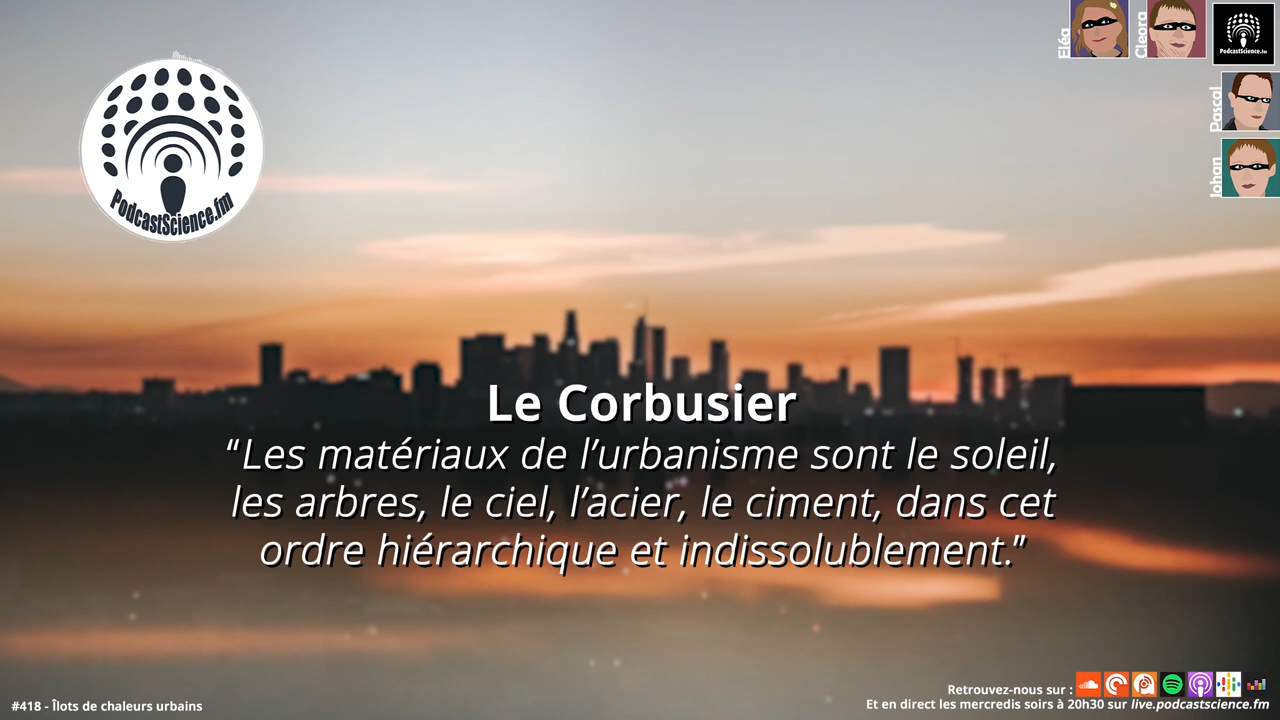 Eléa
Cleora
PodcastScience.fm
Pascal
Johan
PodcastScience.fm
Le Corbusier
“Les matériaux de l’urbanisme sont le soleil,
les arbres, le ciel, l’acier, le ciment, dans cet
ordre hiérarchique et indissolublement.”
Retrouvez-nous sur :
#418 - Îlots de chaleurs urbains
Et en direct les mercredis soirs à 20h30 sur live.podcastscience.fm